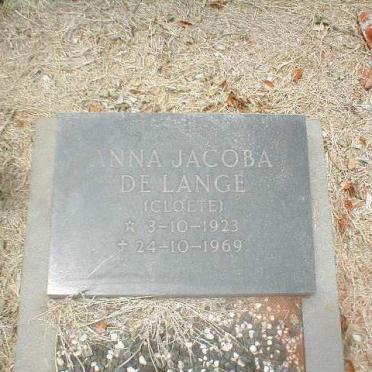 ANNA JACOBA
DE LANGE
(CLOETE)
☆ 3-10-1923
✝ 24-10-1969